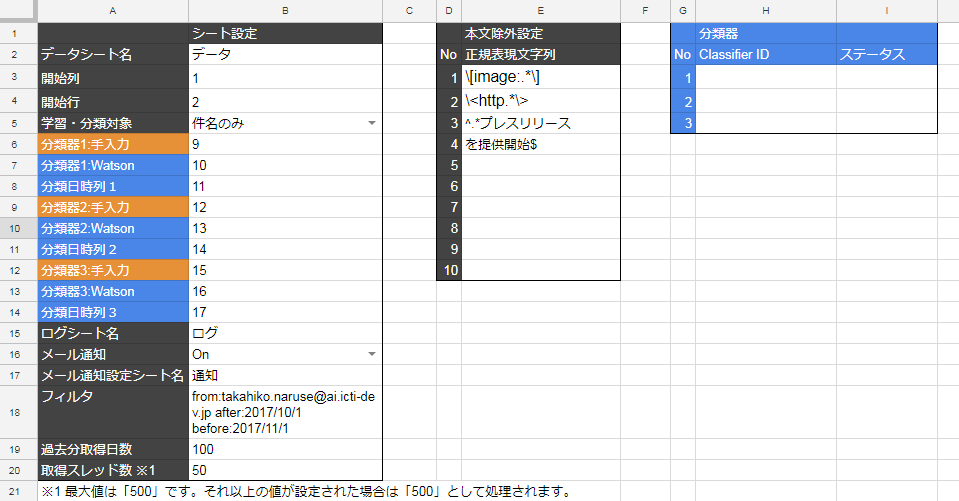 A B C D E F G H I
1 シート設定 本文除外設定 分類器
2 データシート名 データ No 正規表現文字列 No Classifier ID ステータス
3 開始列 1 1 \[image:.*\] 1
4 開始行 2 2 \<http.*\> 2
5 学習・分類対象 件名のみ 3 ^.*プレスリリース 3
6 分類器1:手入力 9 4 を提供開始$
7 分類器1:Watson 10 5
8 分類日時列１ 11 6
9 分類器2:手入力 12 7
10 分類器2:Watson 13 8
11 分類日時列２ 14 9
12 分類器3:手入力 15 10
13 分類器3:Watson 16
14 分類日時列３ 17
15 ログシート名 ログ
16 メール通知 On
17 メール通知設定シート名 通知
18 フィルタ from:takahiko.naruse@ai.icti-de
v.jp after:2017/10/1
before:2017/11/1
19 過去分取得日数 100
20 取得スレッド数 ※1 50
21 ※1 最大値は「500」です。それ以上の値が設定された場合は「500」として処理されます。